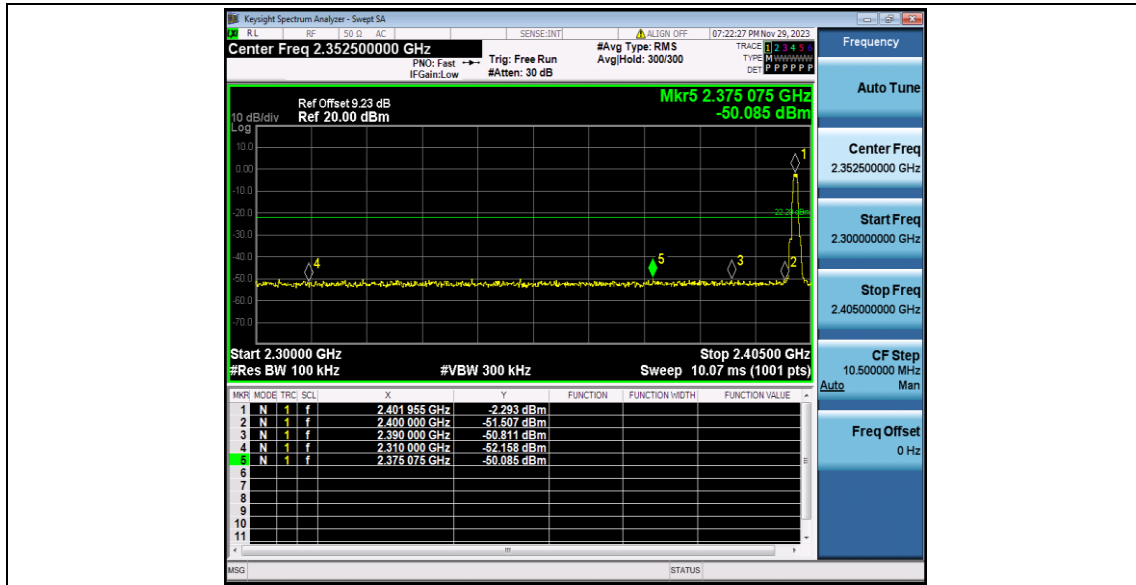 Keysight Spectrum Analyzer - Swept SA
RL RF 50 Ω AC SENSE:INT ALIGN OFF 07:22:27 PM Nov 29, 2023
Center Freq 2.352500000 GHz
PNO: Fast
IFGain:Low
Trig: Free Run
#Atten: 30 dB
#Avg Type: RMS
Avg|Hold: 300/300
TRACE 1 2 3 4 5 6
TYPE M W W W W W
DET P P P P P P
Mkr5 2.375 075 GHz
-50.085 dBm
Ref Offset 9.23 dB
10 dB/div Ref 20.00 dBm
Log
10.0
0.00
-10.0
-20.0
-30.0
-40.0
-50.0
-60.0
-70.0
1
2
3
4
5
Start 2.30000 GHz Stop 2.40500 GHz
#Res BW 100 kHz #VBW 300 kHz Sweep 10.07 ms (1001 pts)
MKR MODE TRC SCL X Y FUNCTION FUNCTION WIDTH FUNCTION VALUE
1 N 1 f 2.401 955 GHz -2.293 dBm
2 N 1 f 2.400 000 GHz -51.507 dBm
3 N 1 f 2.390 000 GHz -50.811 dBm
4 N 1 f 2.310 000 GHz -52.158 dBm
5 N 1 f 2.375 075 GHz -50.085 dBm
6
7
8
9
10
11
MSG STATUS
Frequency
Auto Tune
Center Freq
2.352500000 GHz
Start Freq
2.300000000 GHz
Stop Freq
2.405000000 GHz
CF Step
10.500000 MHz
Auto Man
Freq Offset
0 Hz